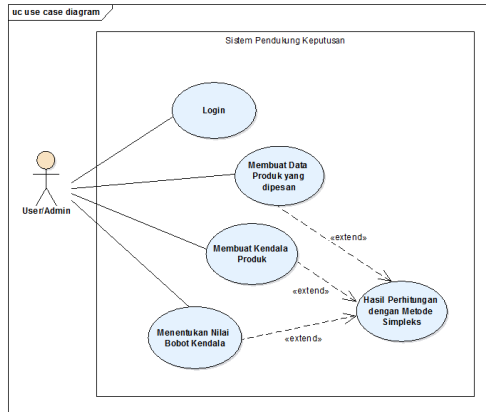 uc use case diagram
Sistem Pendukung Keputusan
Login
Membuat Data
Produk yang
dipesan
User/Admin
«extend»
Membuat Kendala
Produk
«extend»
Hasil Perhitungan
dengan Metode
Simpleks
Menentukan Nilai
Bobot Kendala
«extend»